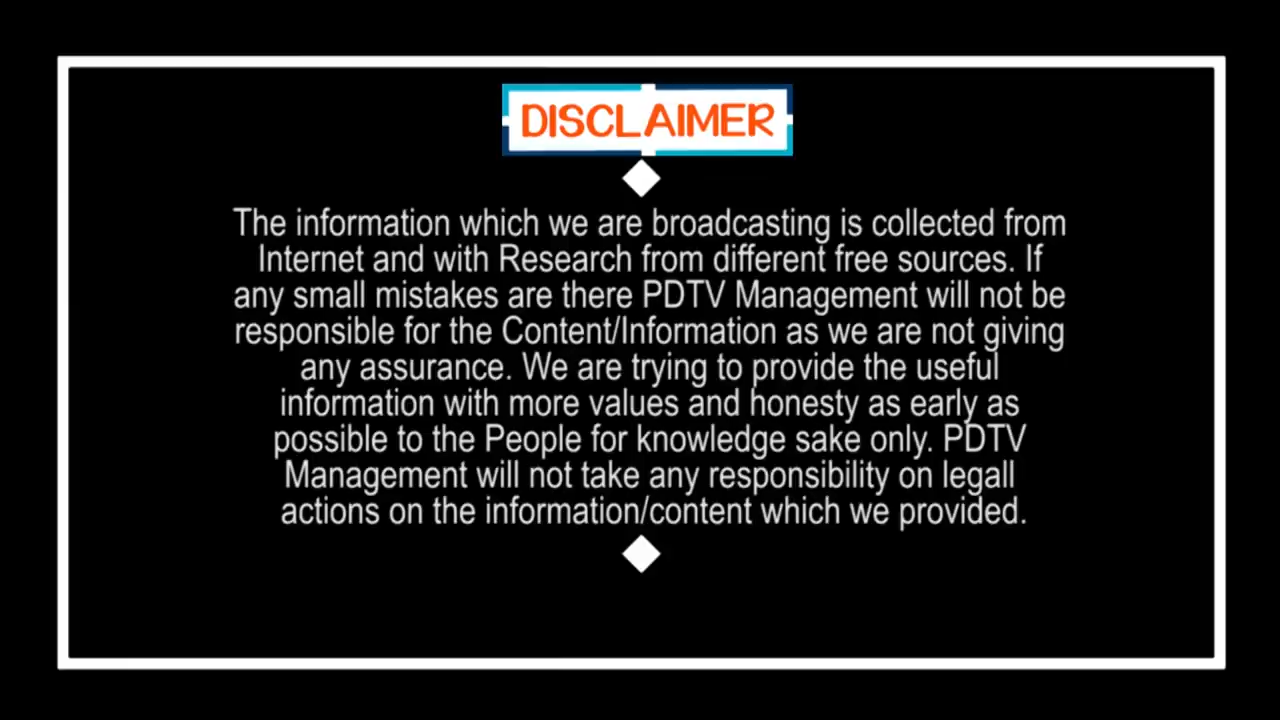 DISCLAIMER
The information which we are broadcasting is collected from
Internet and with Research from different free sources. If
any small mistakes are there PDTV Management will not be
responsible for the Content/Information as we are not giving
any assurance. We are trying to provide the useful
information with more values and honesty as early as
possible to the People for knowledge sake only. PDTV
Management will not take any responsibility on legall
actions on the information/content which we provided.